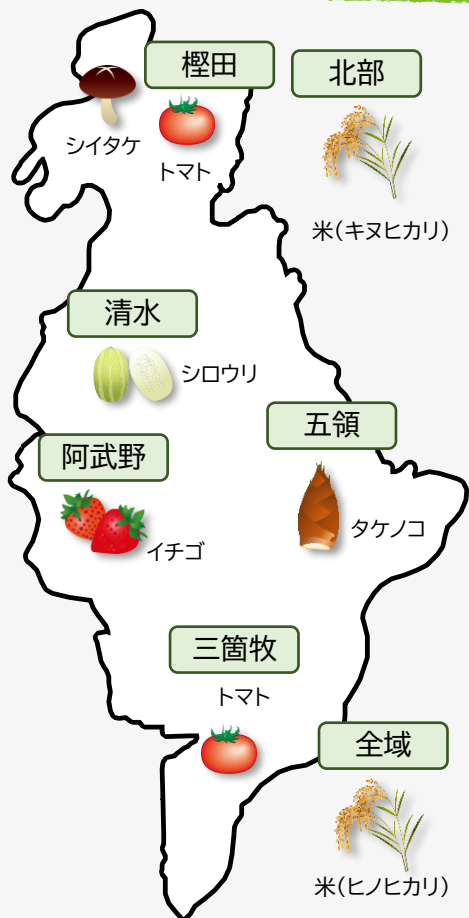 樫田
北部
シイタケ
トマト
米(キヌヒカリ)
清水
シロウリ
五領
阿武野
タケノコ
イチゴ
三箇牧
トマト
全域
米(ヒノヒカリ)